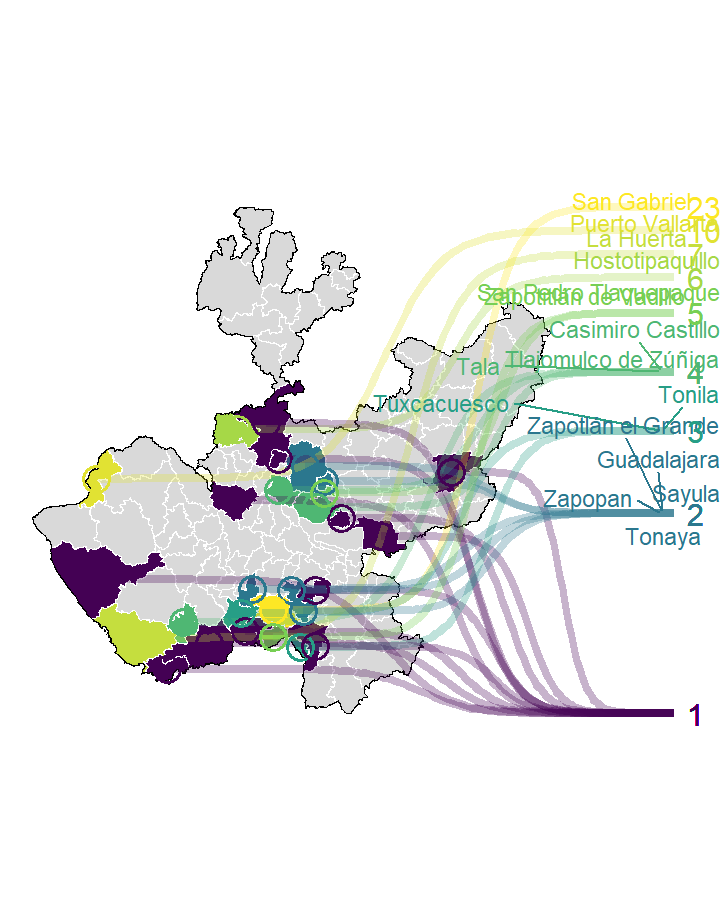 San Gabriel 23
Puerto Vallarta 10
La Huerta 7
Hostotipaquillo 6
San Pedro Tlaquepaque
Zapotitlán de Vadillo 5
Casimiro Castillo
Tlajomulco de Zúñiga
Tala 4
Tonila
Tuxcacuesco 3
Zapotlán el Grande
Guadalajara
Sayula
Zapopan 2
Tonaya
1